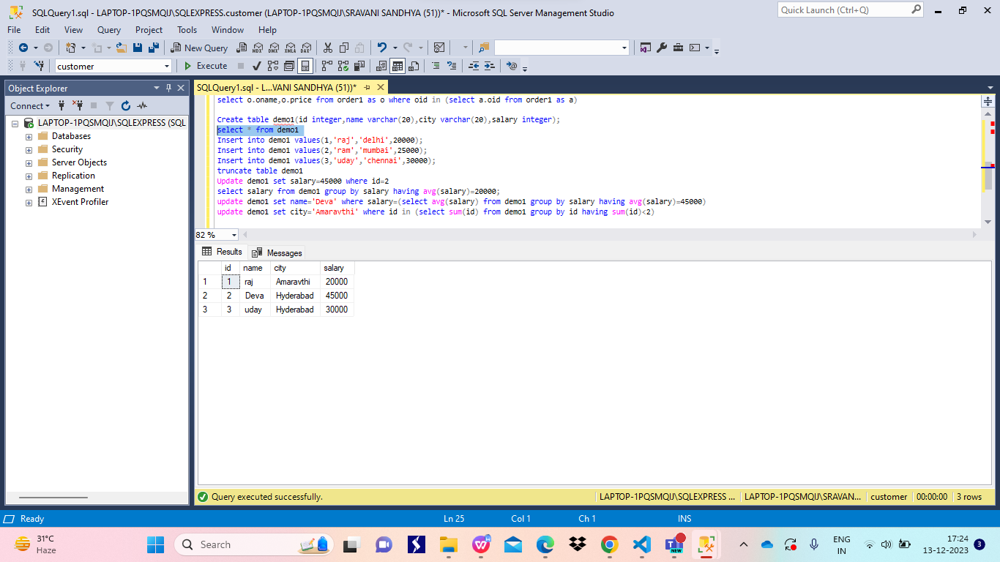 SQLQuery1.sql - LAPTOP-1PQSMQIJ\SQLEXPRESS.customer (LAPTOP-1PQSMQIJ\SRAVANI SANDHYA (51))* - Microsoft SQL Server Management Studio
Quick Launch (Ctrl+Q)
File Edit View Query Project Tools Window Help
New Query MDX DMX XMLA DAX
customer Execute
Object Explorer
Connect
LAPTOP-1PQSMQIJ\SQLEXPRESS (SQL
Databases
Security
Server Objects
Replication
Management
XEvent Profiler
SQLQuery1.sql - L...VANI SANDHYA (51))*
select o.oname,o.price from order1 as o where oid in (select a.oid from order1 as a)
Create table demo1(id integer,name varchar(20),city varchar(20),salary integer);
select * from demo1
Insert into demo1 values(1,'raj','delhi',20000);
Insert into demo1 values(2,'ram','mumbai',25000);
Insert into demo1 values(3,'uday','chennai',30000);
truncate table demo1
Update demo1 set salary=45000 where id=2
select salary from demo1 group by salary having avg(salary)=20000;
update demo1 set name='Deva' where salary=(select avg(salary) from demo1 group by salary having avg(salary)=45000)
update demo1 set city='Amaravthi' where id in (select sum(id) from demo1 group by id having sum(id)<2)
82 %
Results Messages
id name city salary
1 1 raj Amaravthi 20000
2 2 Deva Hyderabad 45000
3 3 uday Hyderabad 30000
Query executed successfully. LAPTOP-1PQSMQIJ\SQLEXPRESS ... LAPTOP-1PQSMQIJ\SRAVAN... customer 00:00:00 3 rows
Ready Ln 25 Col 1 Ch 1 INS
31°C
Haze
Search
NEW
ENG
IN
17:24
13-12-2023
3